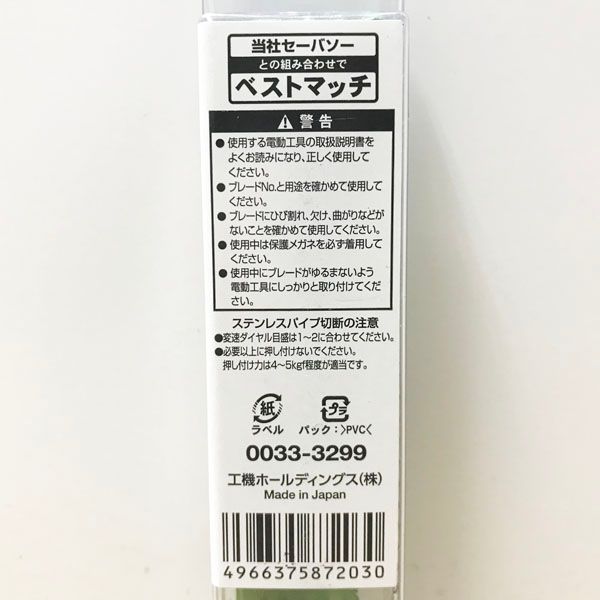 当社セーバソー
との組み合わせで
ベストマッチ
警告
●使用する電動工具の取扱説明書を
よくお読みになり、正しく使用して
ください。
●ブレードNo.と用途を確かめて使用して
ください。
●ブレードにひび割れ、欠け、曲がりなどが
ないことを確かめて使用してください。
●使用中は保護メガネを必ず着用して
ください。
●使用中にブレードがゆるまないよう
電動工具にしっかりと取り付けてくだ
さい。
ステンレスパイプ切断の注意
●変速ダイヤル目盛は1~2に合わせてください。
●必要以上に押し付けないでください。
押し付け力は4~5kgf程度が適当です。
紙 プラ
ラベル パック:>PVC<
0033-3299
工機ホールディングス(株)
Made in Japan
4966375872030